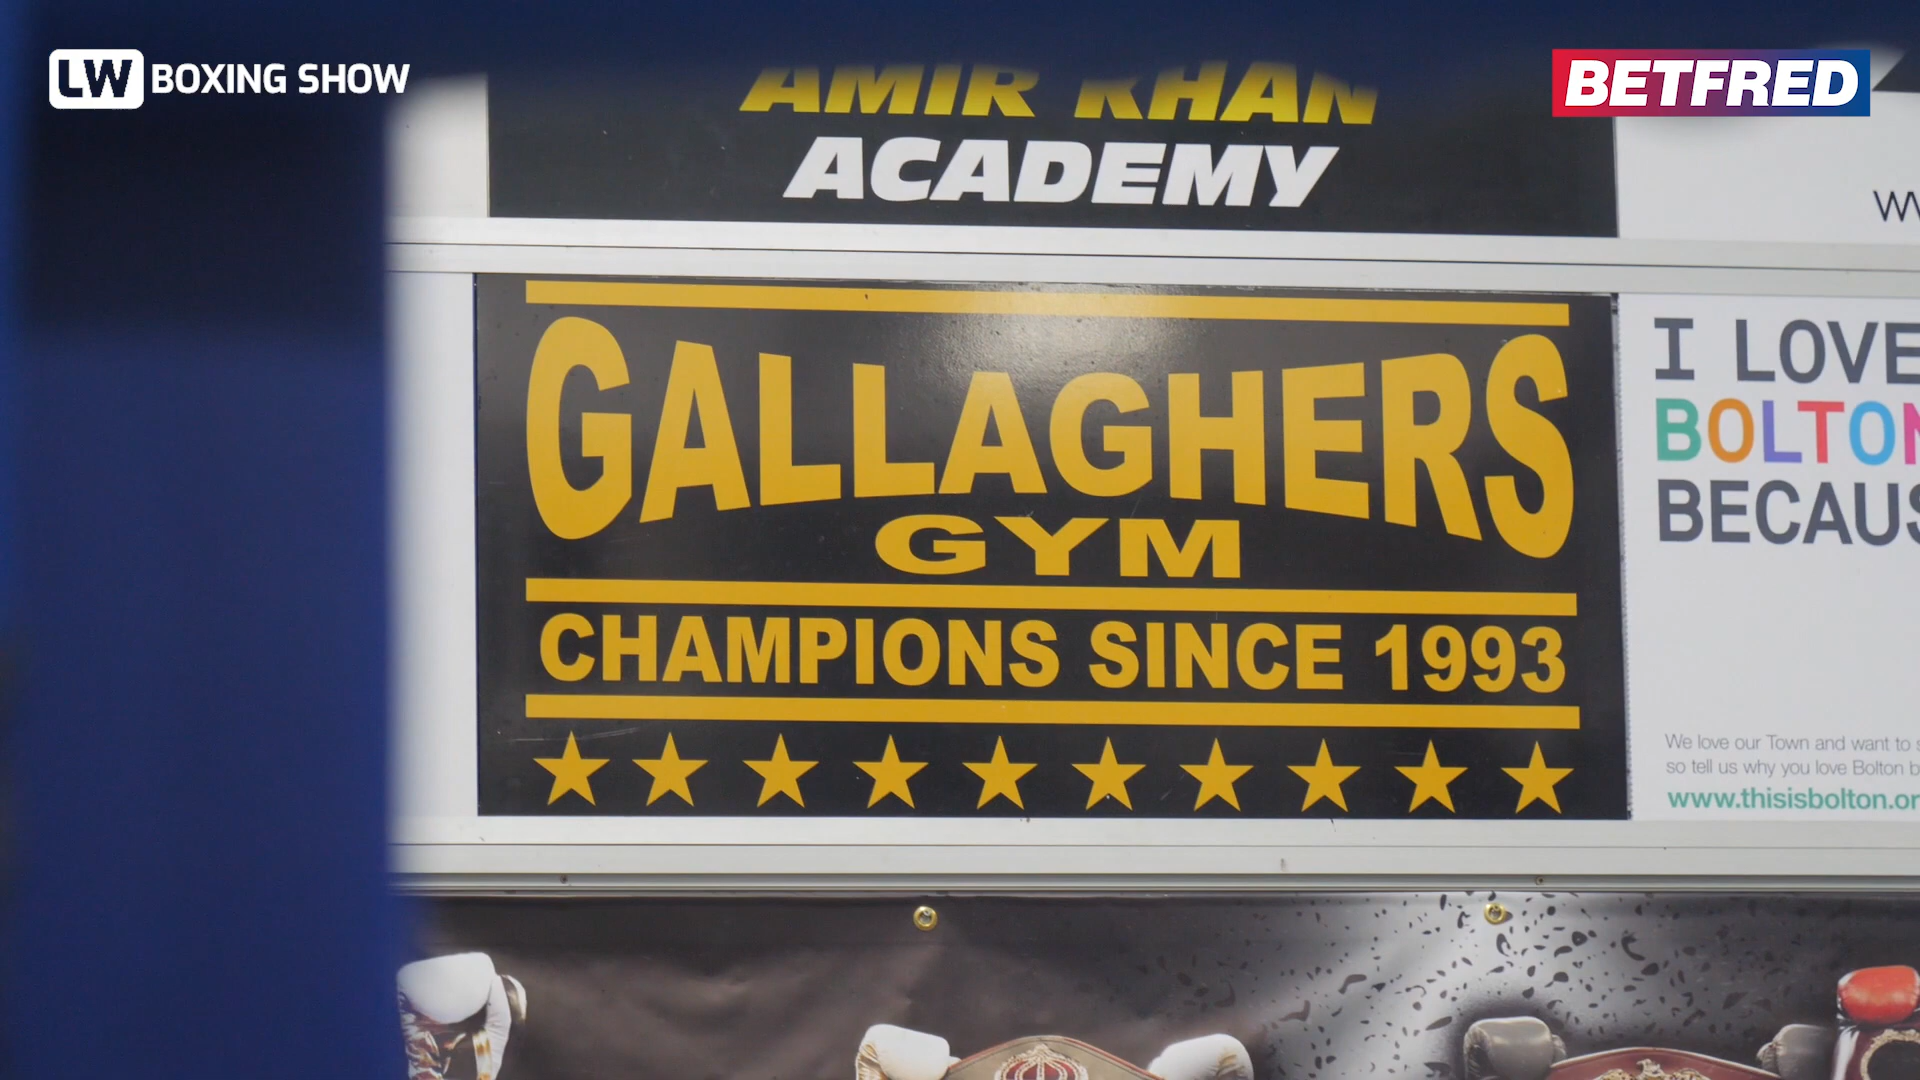 LW BOXING SHOW
BETFRED
AMIR KHAN
ACADEMY
GALLAGHERS
GYM
CHAMPIONS SINCE 1993
I LOVE
BOLTON
We love our Town and want to
so tell us why you love Bolton
www.thisisbolton.or